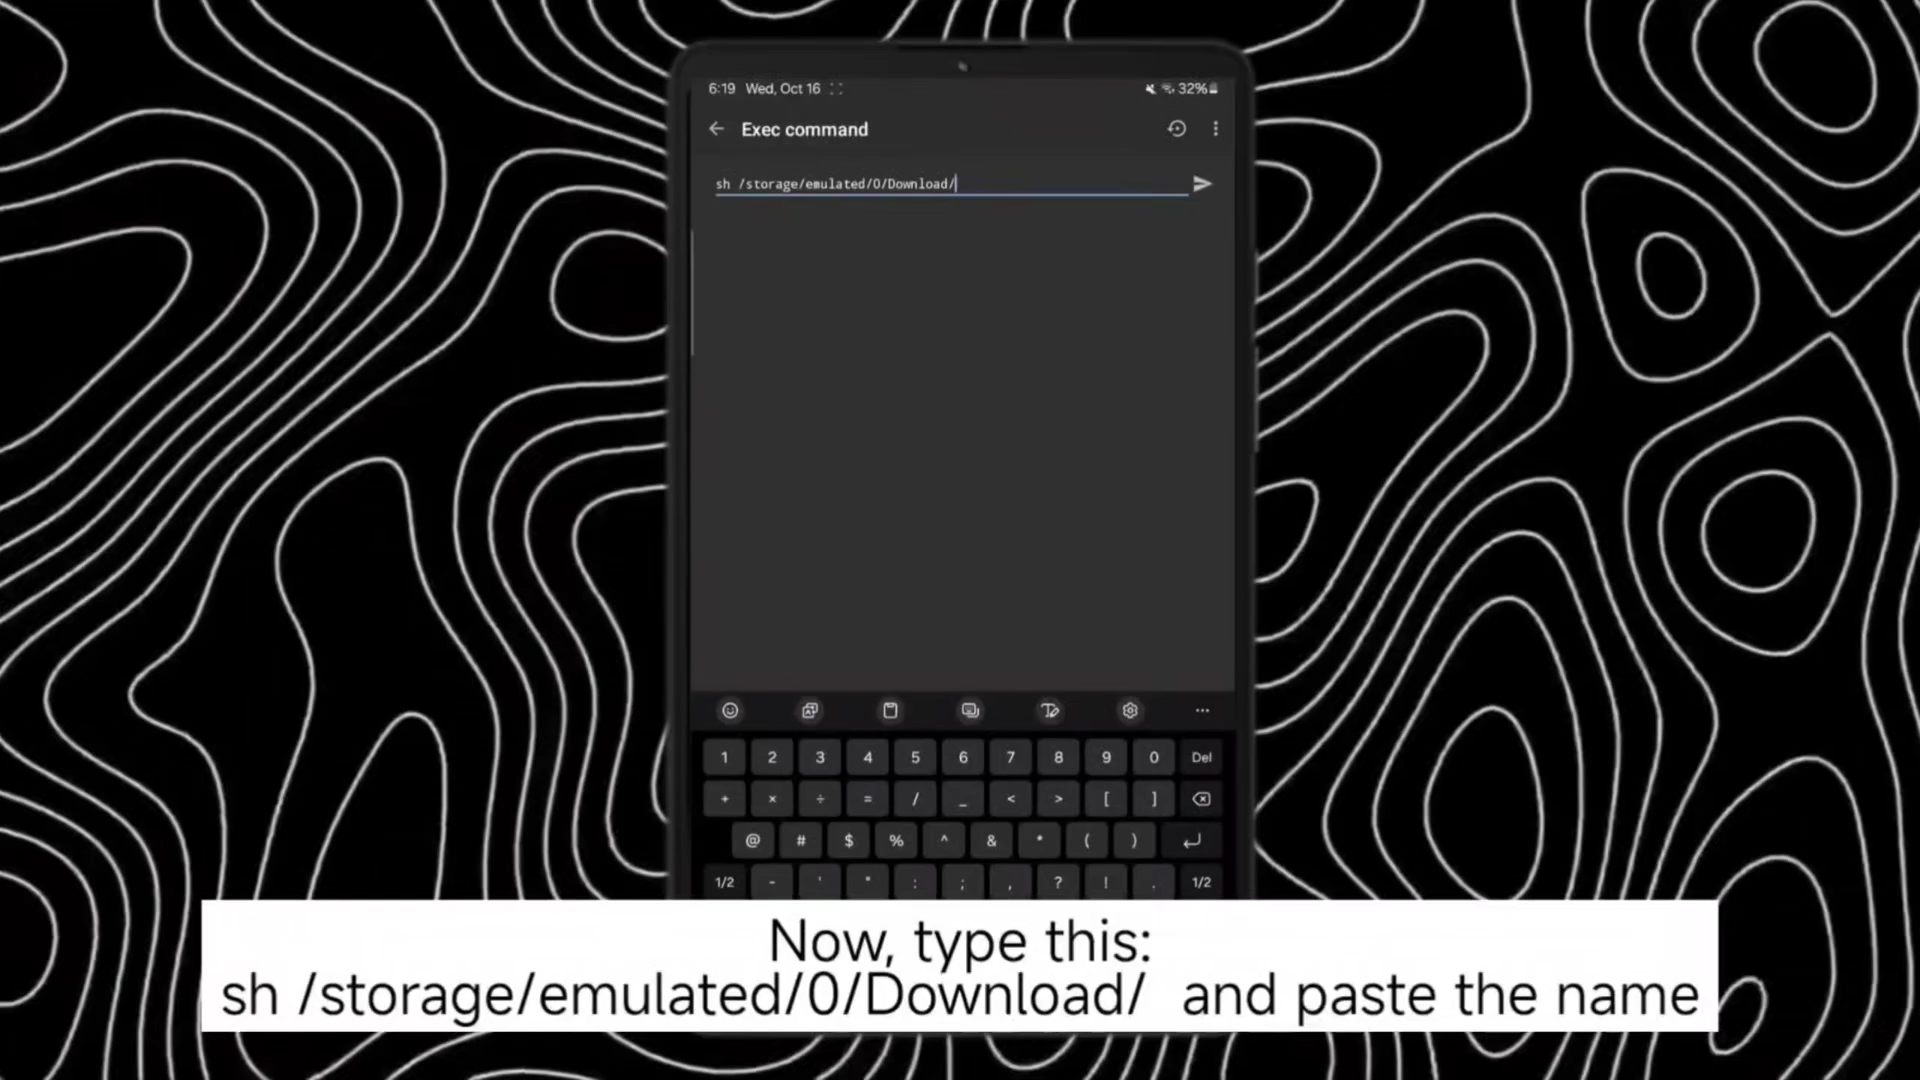 6:19 Wed, Oct 16
32%
Exec command
sh /storage/emulated/0/Download/
1 2 3 4 5 6 7 8 9 0 Del
+ × ÷ = / _ < > [ ]
@ # $ % ^ & * ( )
1/2 - ' " : ; , ? ! . 1/2
Now, type this:
sh /storage/emulated/0/Download/ and paste the name